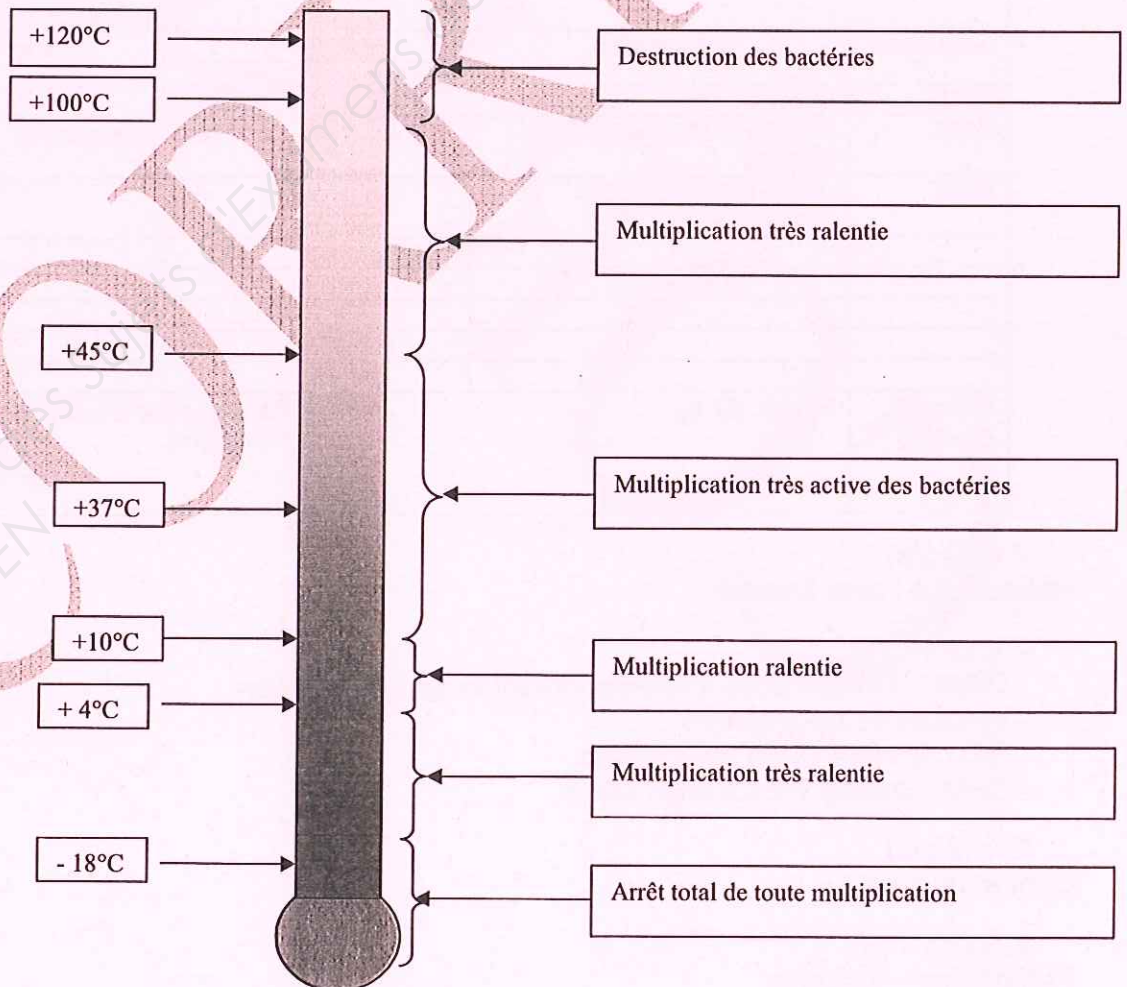 +120°C
Destruction des bactéries
+100°C
Multiplication très ralentie
+45°C
Multiplication très active des bactéries
+37°C
+10°C
Multiplication ralentie
+ 4°C
Multiplication très ralentie
- 18°C
Arrêt total de toute multiplication